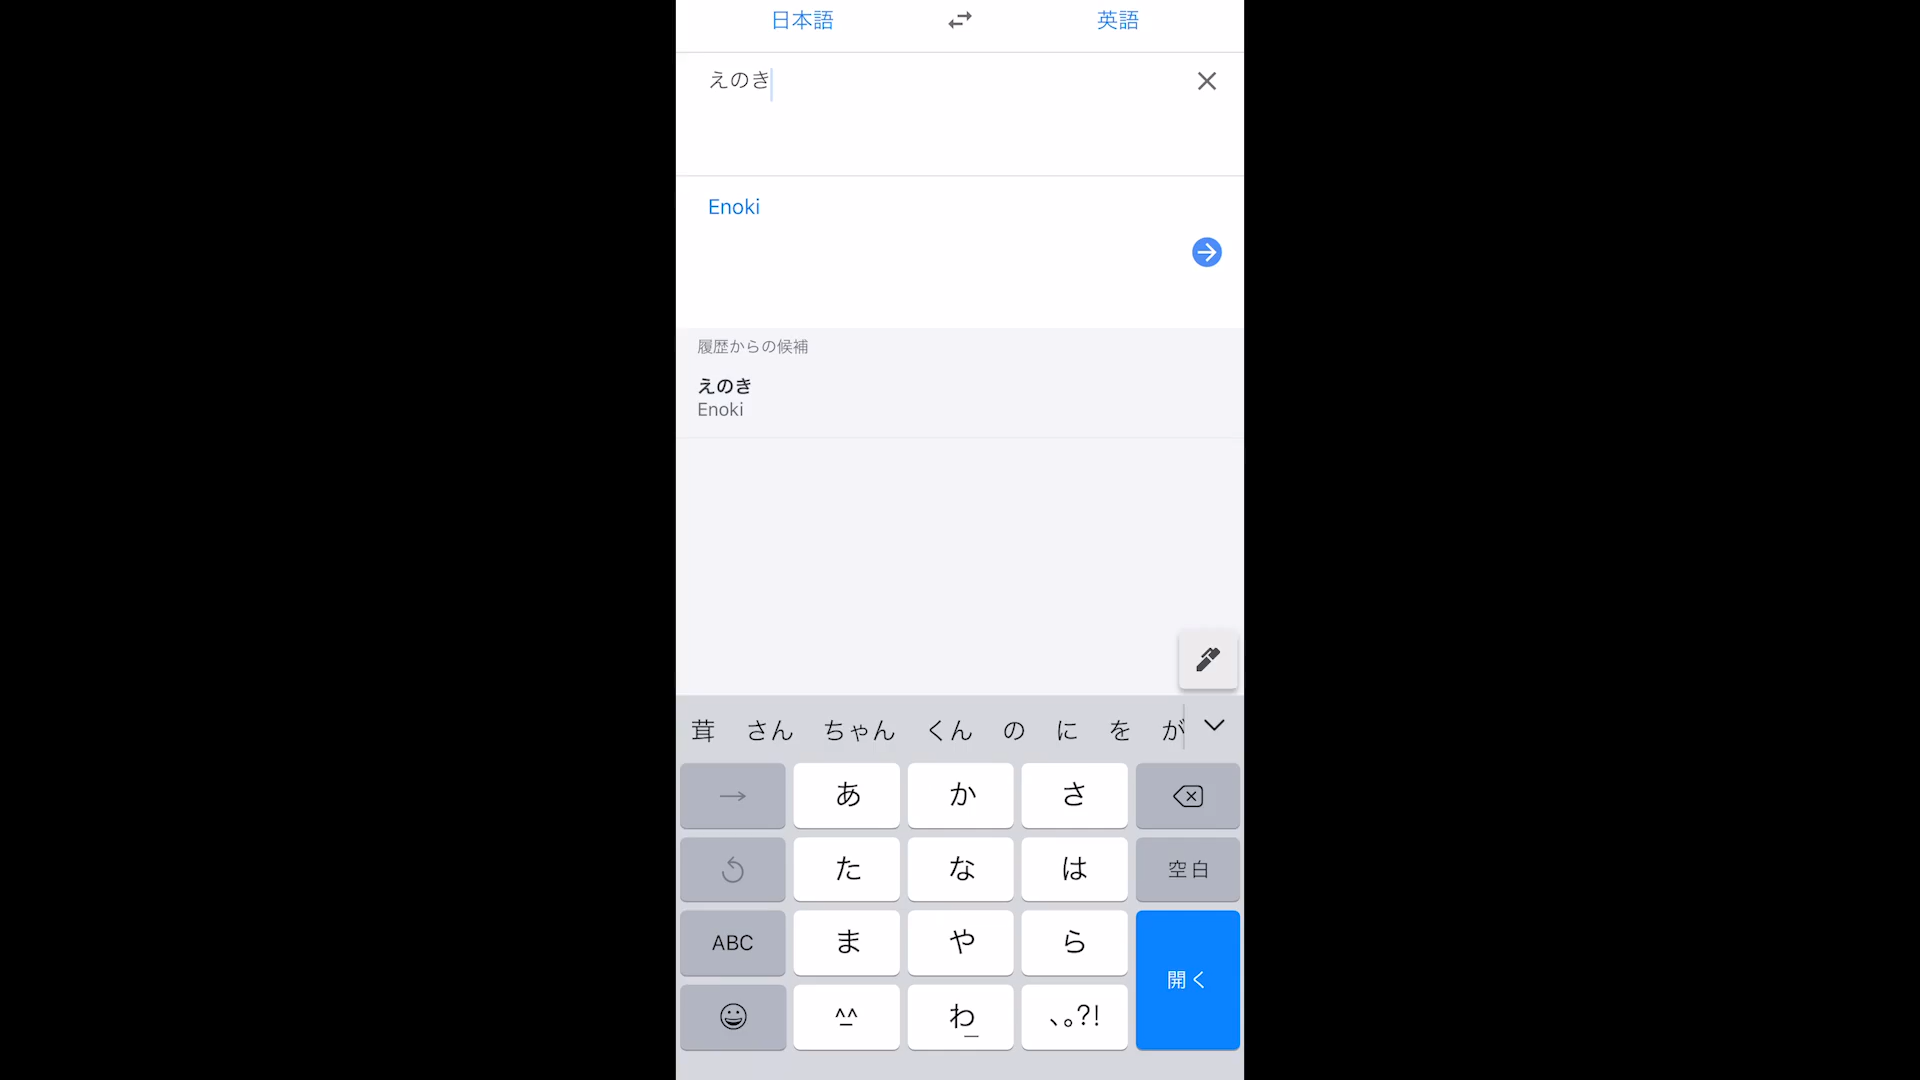 日本語 英語
えのき
Enoki
履歴からの候補
えのき
Enoki
茸 さん ちゃん くん の に を が
→ あ か さ
た な は 空白
ABC ま や ら
^^ わ 、。?! 開く